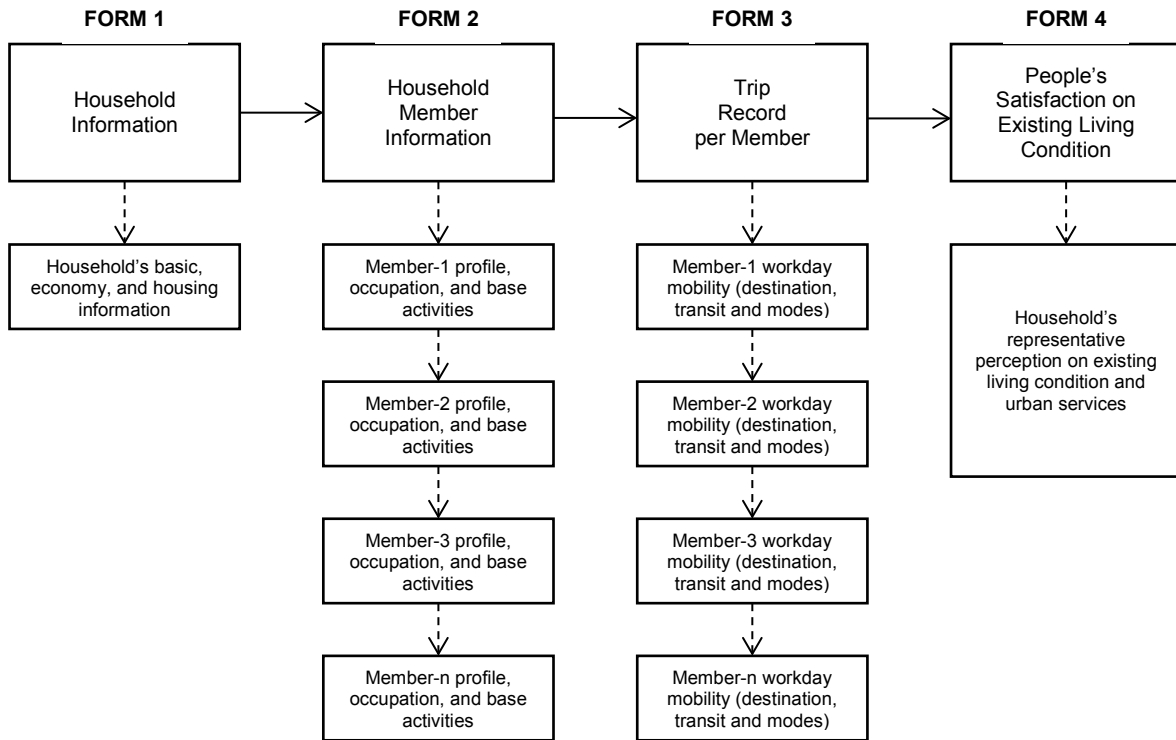 FORM 1
FORM 2
FORM 3
FORM 4
Household
Information
Household
Member
Information
Trip
Record
per Member
People’s
Satisfaction on
Existing Living
Condition
Household’s basic,
economy, and housing
information
Member-1 profile,
occupation, and base
activities
Member-1 workday
mobility (destination,
transit and modes)
Household’s
representative
perception on existing
living condition and
urban services
Member-2 profile,
occupation, and base
activities
Member-2 workday
mobility (destination,
transit and modes)
Member-3 profile,
occupation, and base
activities
Member-3 workday
mobility (destination,
transit and modes)
Member-n profile,
occupation, and base
activities
Member-n workday
mobility (destination,
transit and modes)